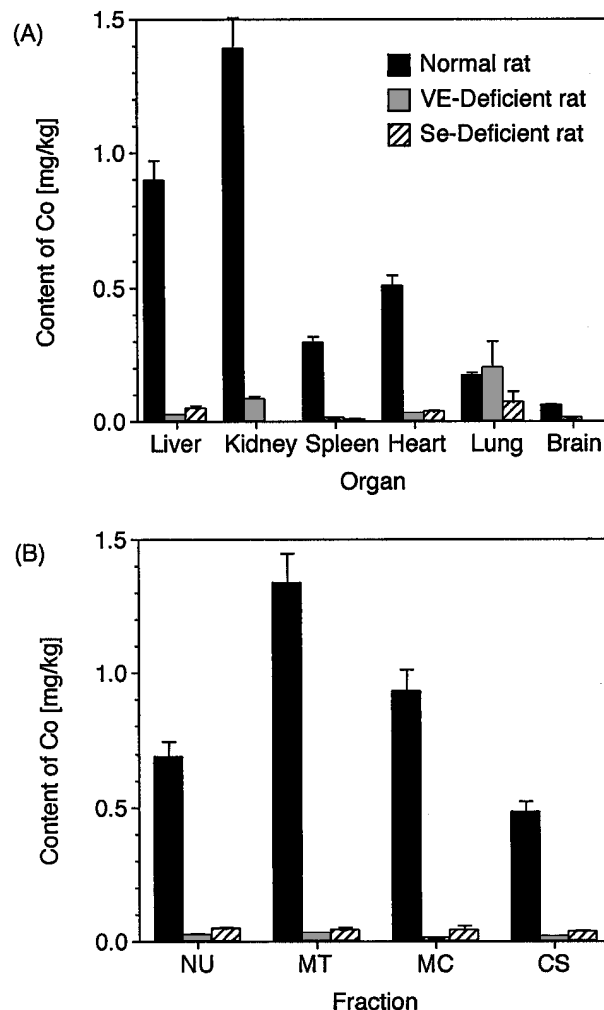 (A)
Content of Co [mg/kg]
1.5
1.0
0.5
0.0
Normal rat
VE-Deficient rat
Se-Deficient rat
Liver Kidney Spleen Heart Lung Brain
Organ
(B)
Content of Co [mg/kg]
1.5
1.0
0.5
0.0
NU MT MC CS
Fraction